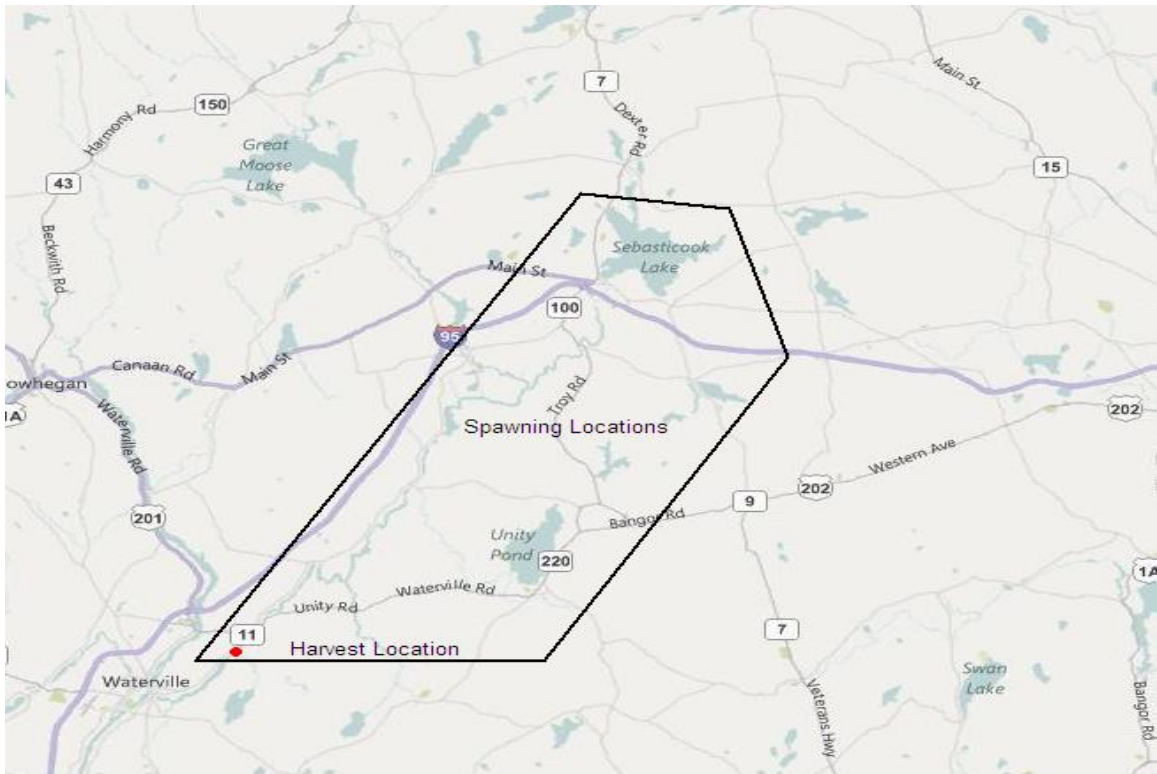 7
Main St
150
Harmony Rd
Dexter Rd
Great
Moose
Lake
15
43
Beckwith Rd
Sebasticook
Lake
Main St
100
95
Canaan Rd
Main St
owhegan
1A
Troy Rd
202
Waterville Rd
Spawning Locations
Western Ave
202
9
201
Bangor Rd
Unity
Pond
220
1A
Waterville Rd
Unity Rd
11
7
Harvest Location
Waterville
Swan
Lake
Veterans Hwy
Bangor Rd